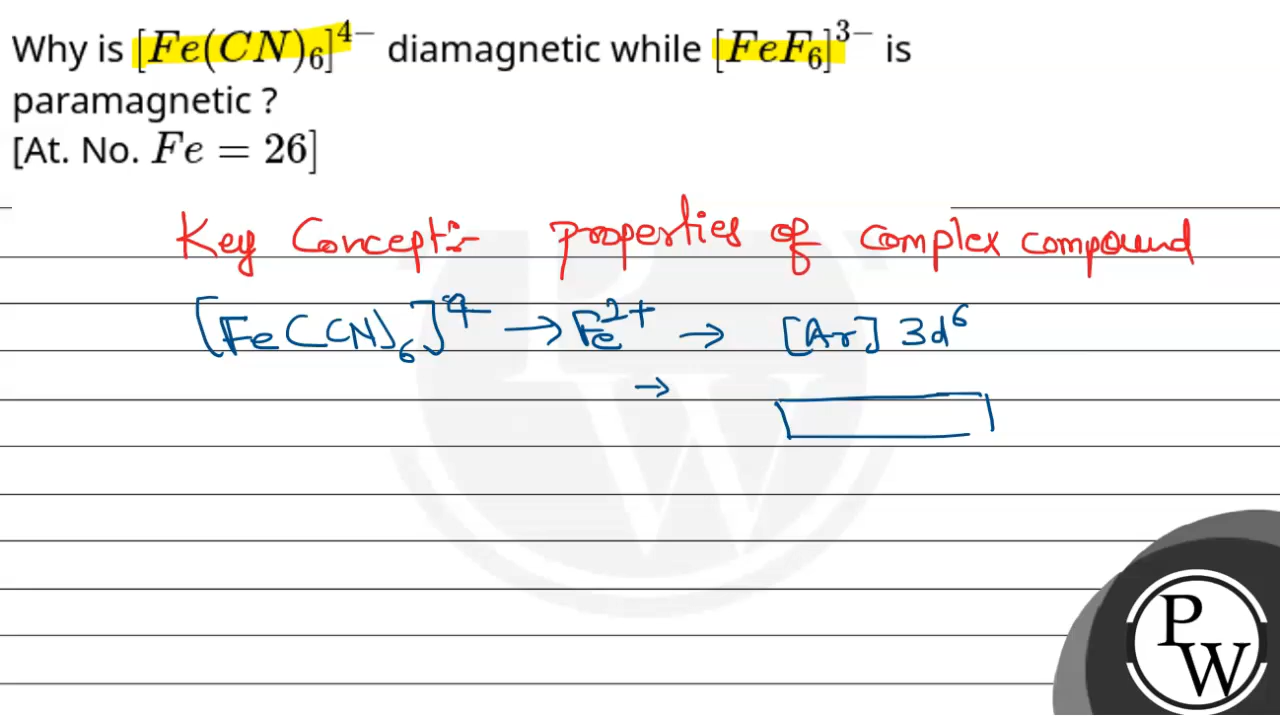 Why is [Fe(CN)₆]⁴⁻ diamagnetic while [FeF₆]³⁻ is
paramagnetic ?
[At. No. Fe = 26]
Key Concept:- properties of complex compound
[Fe(CN)₆]⁴⁻ → Fe²⁺ → [Ar] 3d⁶
→
PW